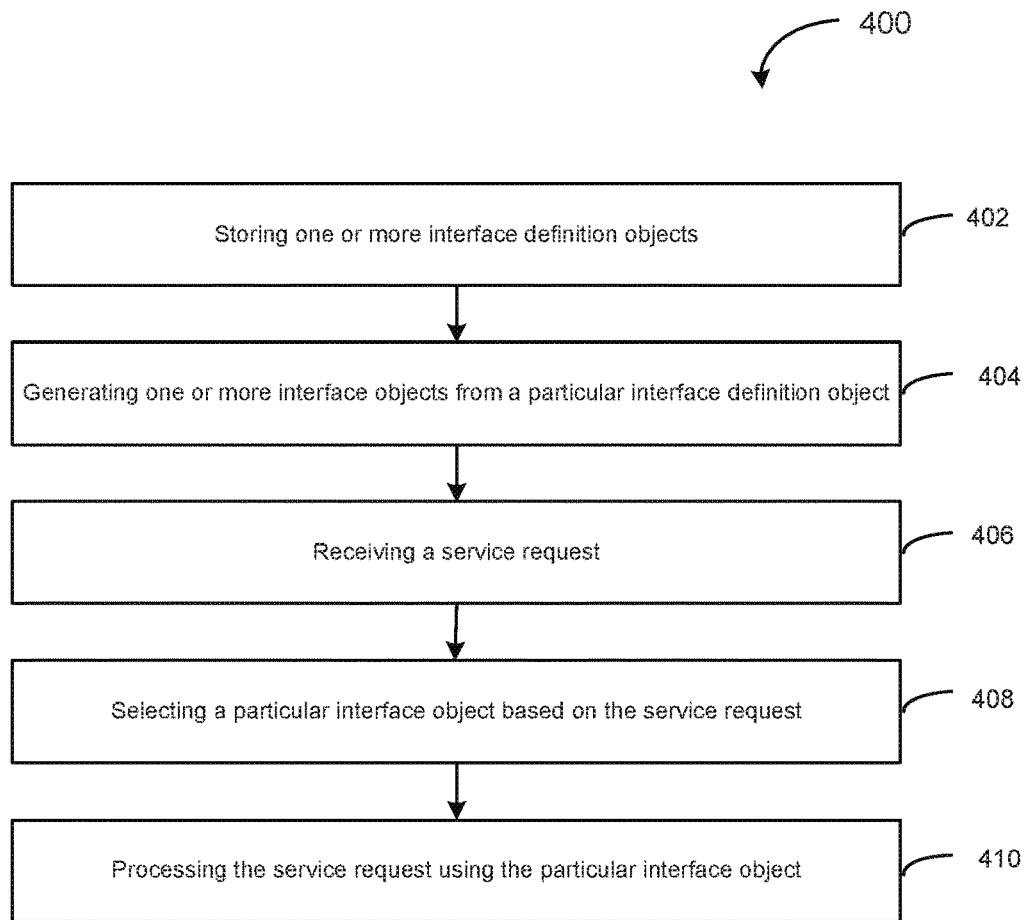 400
Storing one or more interface definition objects
402
Generating one or more interface objects from a particular interface definition object
404
Receiving a service request
406
Selecting a particular interface object based on the service request
408
Processing the service request using the particular interface object
410